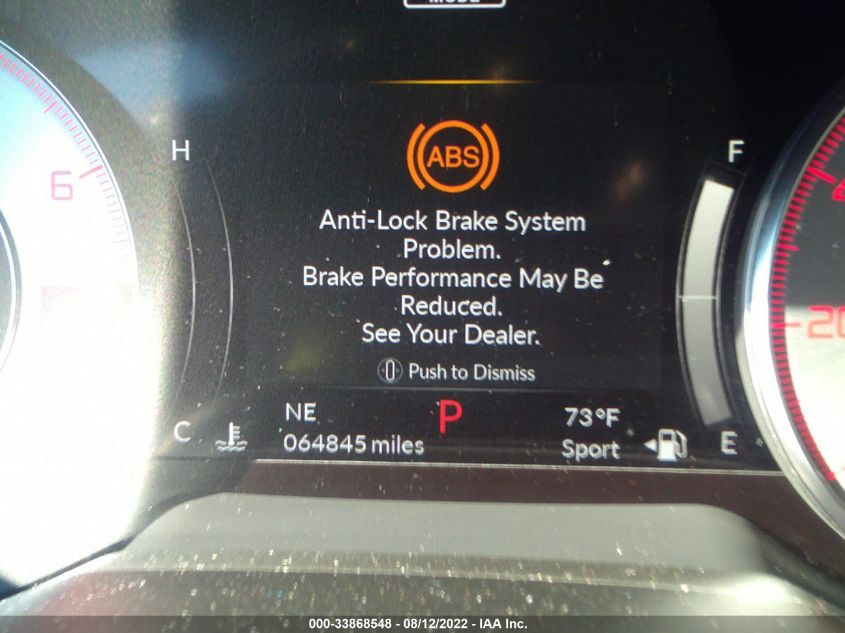 MODE
H
F
6
ABS
Anti-Lock Brake System
Problem.
Brake Performance May Be
Reduced.
See Your Dealer.
Push to Dismiss
20
NE
P
73°F
C
064845 miles
Sport
E
000-33868548 - 08/12/2022 - IAA Inc.